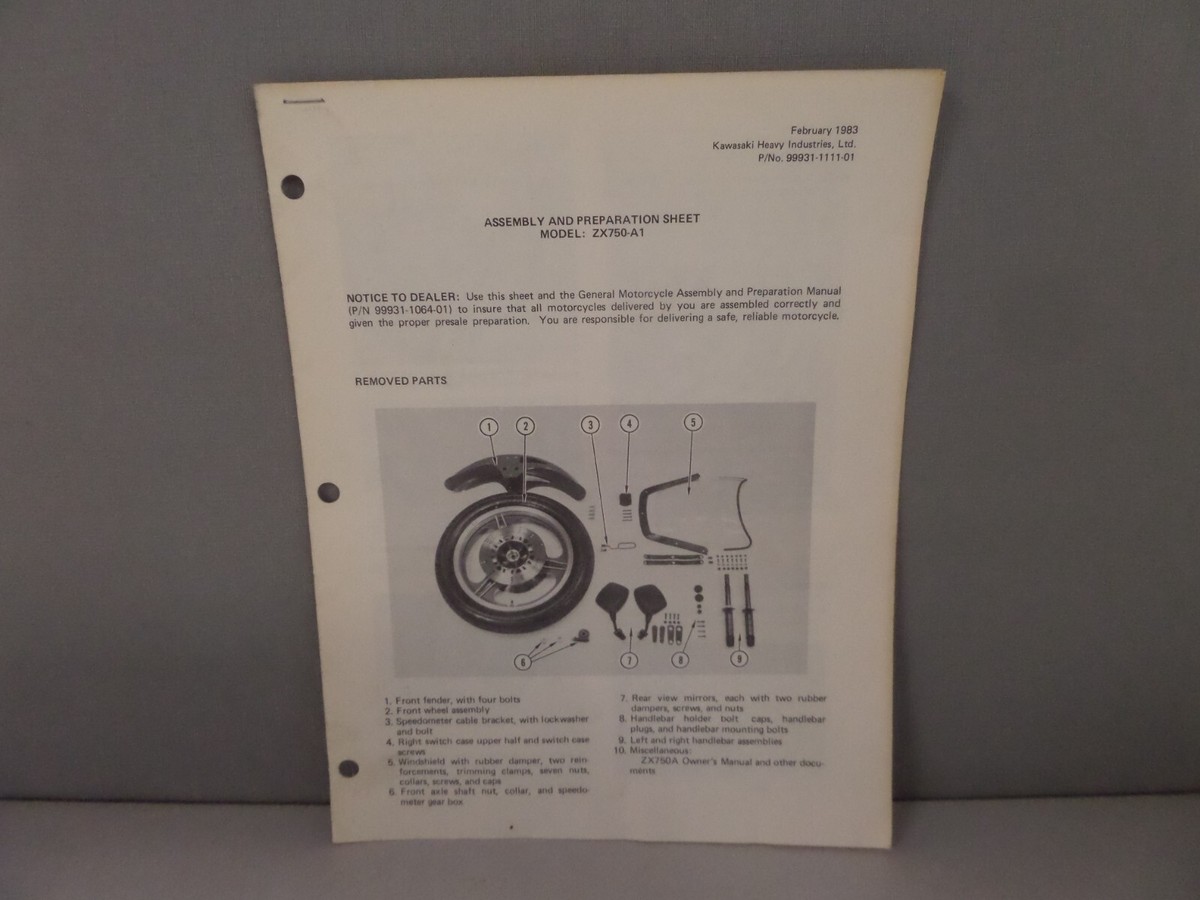 February 1983
Kawasaki Heavy Industries, Ltd.
P/No. 99931-1111-01
ASSEMBLY AND PREPARATION SHEET
MODEL: ZX750-A1
NOTICE TO DEALER: Use this sheet and the General Motorcycle Assembly and Preparation Manual
(P/N 99931-1064-01) to insure that all motorcycles delivered by you are assembled correctly and
given the proper presale preparation. You are responsible for delivering a safe, reliable motorcycle.
REMOVED PARTS
1 2 3 4 5
6 7 8 9
1. Front fender, with four bolts
2. Front wheel assembly
3. Speedometer cable bracket, with lockwasher
and bolt
4. Right switch case upper half and switch case
screws
5. Windshield with rubber damper, two rein-
forcements, trimming clamps, seven nuts,
collars, screws, and caps
6. Front axle shaft nut, collar, and speedo-
meter gear box
7. Rear view mirrors, each with two rubber
dampers, screws, and nuts
8. Handlebar holder bolt caps, handlebar
plugs, and handlebar mounting bolts
9. Left and right handlebar assemblies
10. Miscellaneous:
ZX750A Owner's Manual and other docu-
ments